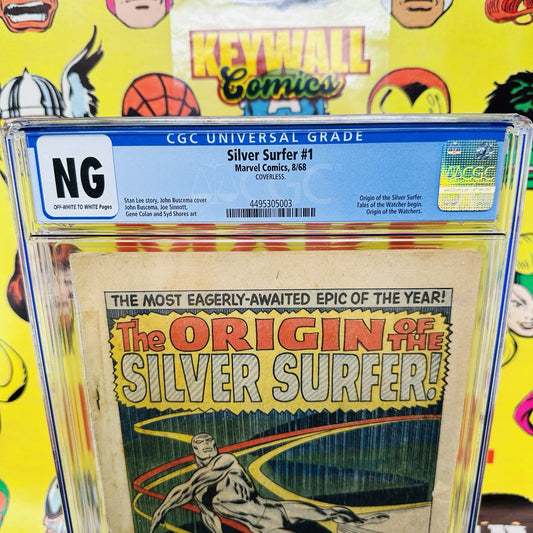 KEYWALL
Comics
CGC UNIVERSAL GRADE
NG
OFF-WHITE TO WHITE Pages
Silver Surfer #1
Marvel Comics, 8/68
COVERLESS.
Stan Lee story, John Buscema cover
John Buscema, Joe Sinnott,
Gene Colan and Syd Shores art
4495305003
Origin of the Silver Surfer.
Tales of the Watcher begin.
Origin of the Watchers.
CGC
THE MOST EAGERLY-AWAITED EPIC OF THE YEAR!
The ORIGIN OF THE
SILVER SURFER!